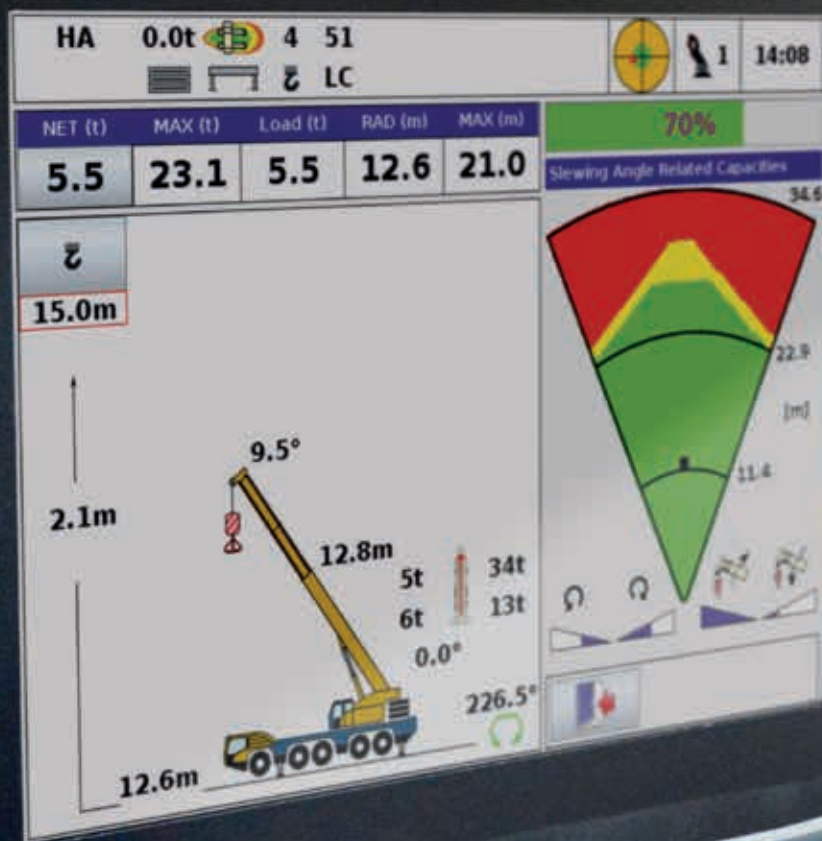 HA 0.0t 4 51
LC
1 14:08
NET (t) MAX (t) Load (t) RAD (m) MAX (m)
5.5 23.1 5.5 12.6 21.0
70%
Slewing Angle Related Capacities
34.6
15.0m
22.9
[m]
9.5°
11.4
2.1m
12.8m
5t 34t
6t 13t
0.0°
226.5°
12.6m